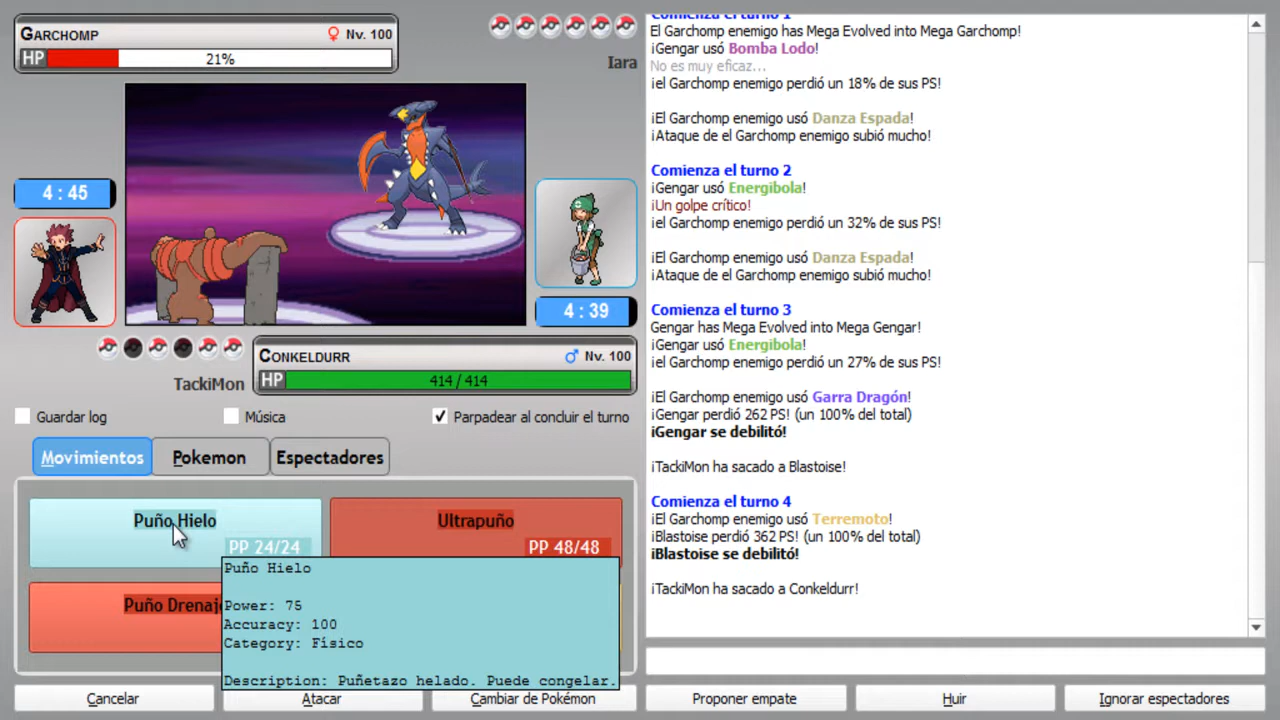 GARCHOMP ♀ Nv. 100
HP 21%
Iara
4 : 45
4 : 39
CONKELDURR ♂ Nv. 100
HP 414 / 414
TackiMon
Guardar log
Música
Parpadear al concluir el turno
Movimientos
Pokemon
Espectadores
Puño Hielo
PP 24/24
Ultrapuño
PP 48/48
Puño Drenaje
Puño Hielo
Power: 75
Accuracy: 100
Category: Físico
Description: Puñetazo helado. Puede congelar.
Cancelar
Atacar
Cambiar de Pokémon
Comienza el turno 1
El Garchomp enemigo has Mega Evolved into Mega Garchomp!
¡Gengar usó Bomba Lodo!
No es muy eficaz...
¡el Garchomp enemigo perdió un 18% de sus PS!
¡El Garchomp enemigo usó Danza Espada!
¡Ataque de el Garchomp enemigo subió mucho!
Comienza el turno 2
¡Gengar usó Energibola!
¡Un golpe crítico!
¡el Garchomp enemigo perdió un 32% de sus PS!
¡El Garchomp enemigo usó Danza Espada!
¡Ataque de el Garchomp enemigo subió mucho!
Comienza el turno 3
Gengar has Mega Evolved into Mega Gengar!
¡Gengar usó Energibola!
¡el Garchomp enemigo perdió un 27% de sus PS!
¡El Garchomp enemigo usó Garra Dragón!
¡Gengar perdió 262 PS! (un 100% del total)
¡Gengar se debilitó!
¡TackiMon ha sacado a Blastoise!
Comienza el turno 4
¡El Garchomp enemigo usó Terremoto!
¡Blastoise perdió 362 PS! (un 100% del total)
¡Blastoise se debilitó!
¡TackiMon ha sacado a Conkeldurr!
Proponer empate
Huir
Ignorar espectadores